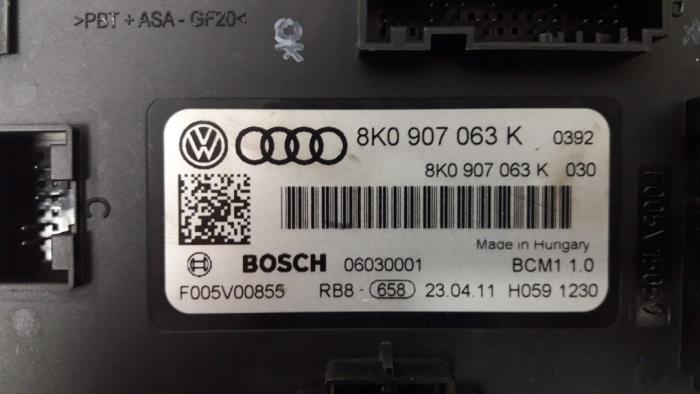 >PBT + ASA - GF20<
8K0 907 063 K 0392
8K0 907 063 K 030
Made in Hungary
BOSCH 06030001 BCM1 1.0
F005V00855 RB8 - 658 23.04.11 H059 1230
C